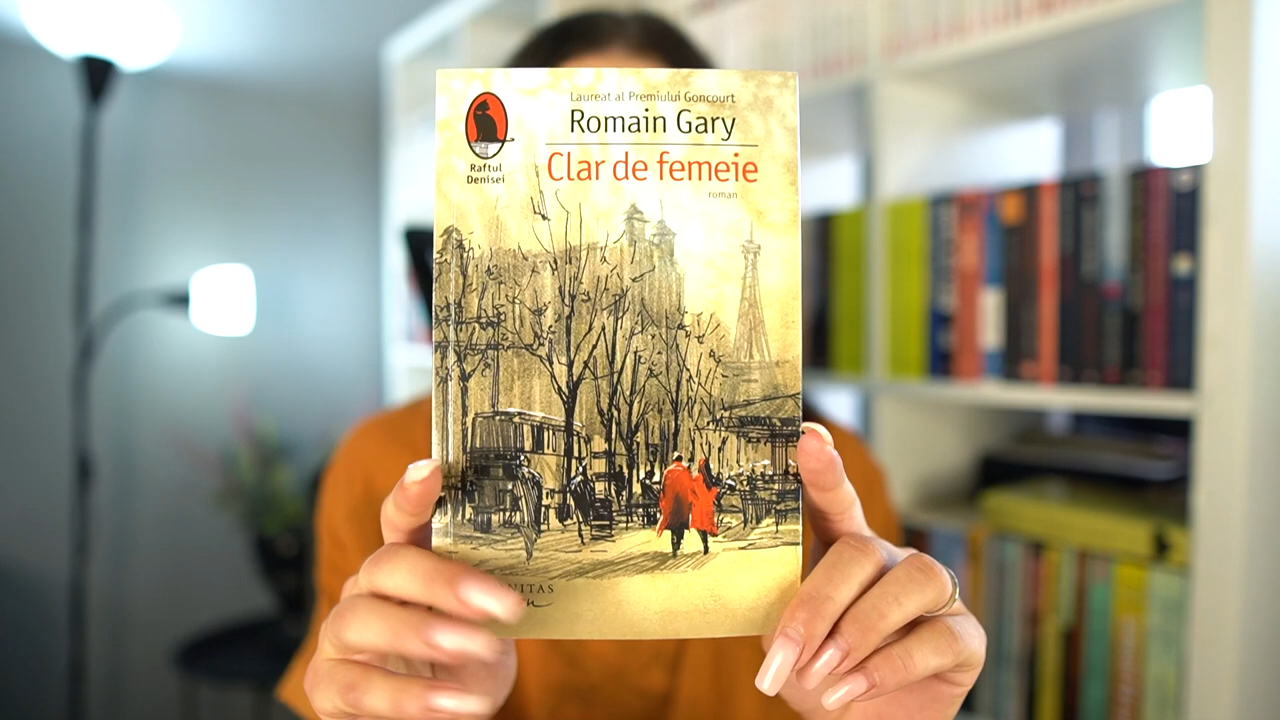 Laureat al Premiului Goncourt
Romain Gary
Clar de femeie
roman
Raftul
Denisei